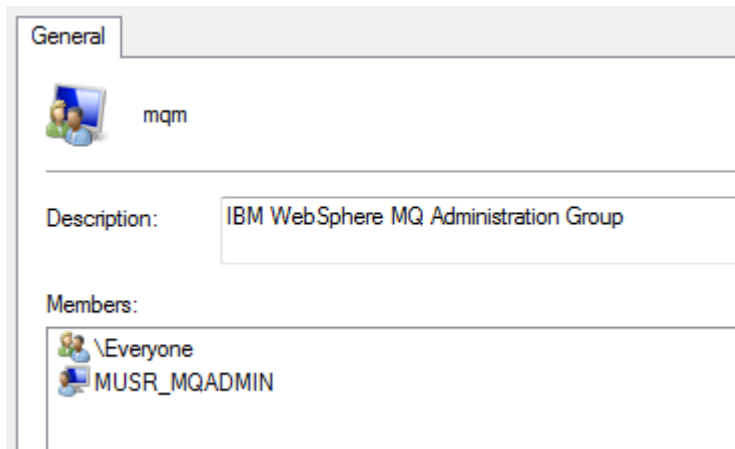 General
mqm
Description: IBM WebSphere MQ Administration Group
Members:
\Everyone
MUSR_MQADMIN